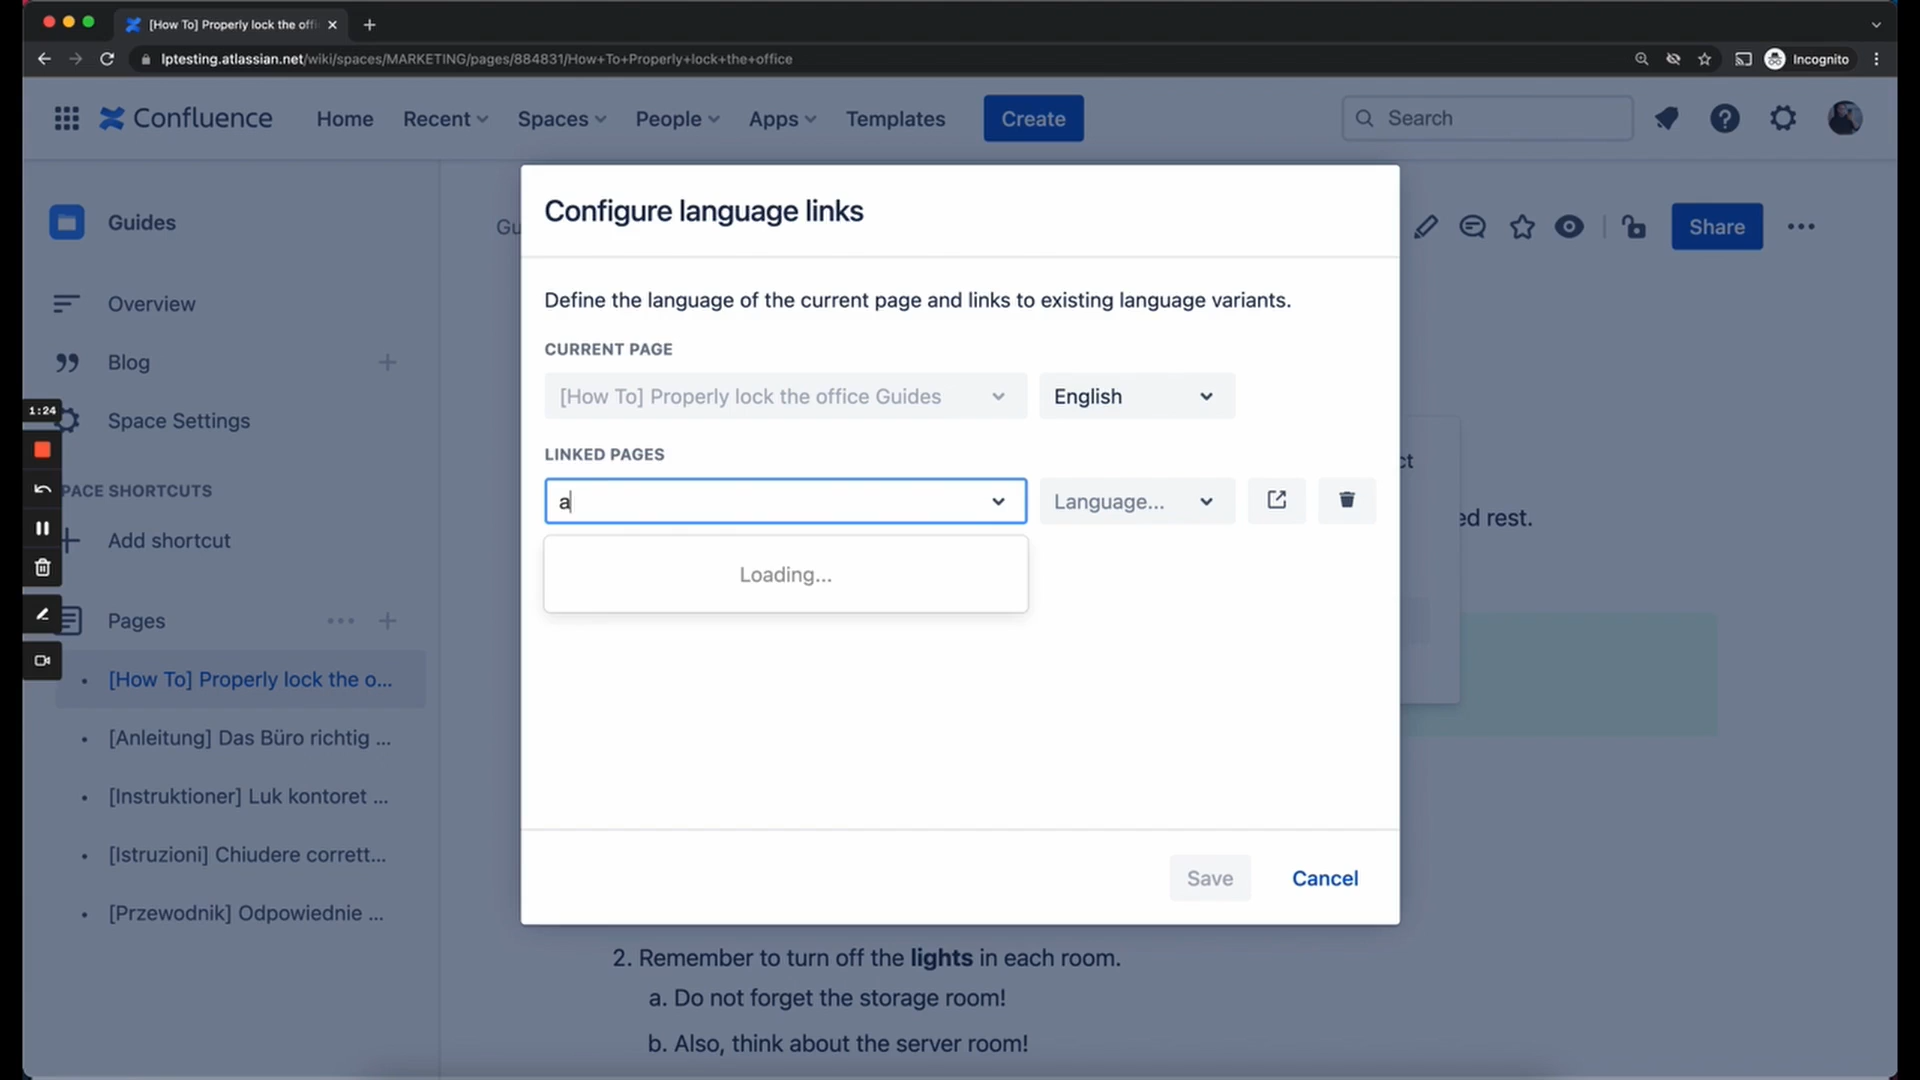 [How To] Properly lock the offi
lptesting.atlassian.net/wiki/spaces/MARKETING/pages/884831/How+To+Properly+lock+the+office
Incognito
Confluence
Home
Recent
Spaces
People
Apps
Templates
Create
Search
Guides
Overview
Blog
Space Settings
PACE SHORTCUTS
Add shortcut
Pages
[How To] Properly lock the o...
[Anleitung] Das Büro richtig ...
[Instruktioner] Luk kontoret ...
[Istruzioni] Chiudere corrett...
[Przewodnik] Odpowiednie ...
1:24
Gu
Share
Configure language links
Define the language of the current page and links to existing language variants.
CURRENT PAGE
[How To] Properly lock the office Guides
English
LINKED PAGES
a
Language...
Loading...
Save
Cancel
ct
ed rest.
2. Remember to turn off the lights in each room.
a. Do not forget the storage room!
b. Also, think about the server room!